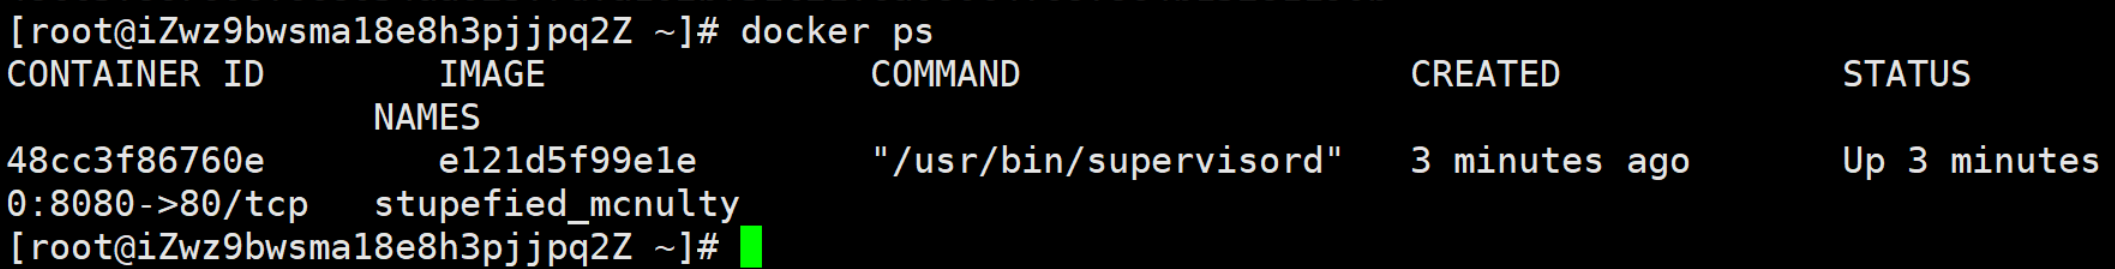 [root@iZwz9bwsma18e8h3pjjpq2Z ~]# docker ps
CONTAINER ID        IMAGE               COMMAND                  CREATED             STATUS
NAMES
48cc3f86760e        e121d5f99e1e        "/usr/bin/supervisord"   3 minutes ago       Up 3 minutes
0:8080->80/tcp   stupefied_mcnulty
[root@iZwz9bwsma18e8h3pjjpq2Z ~]#